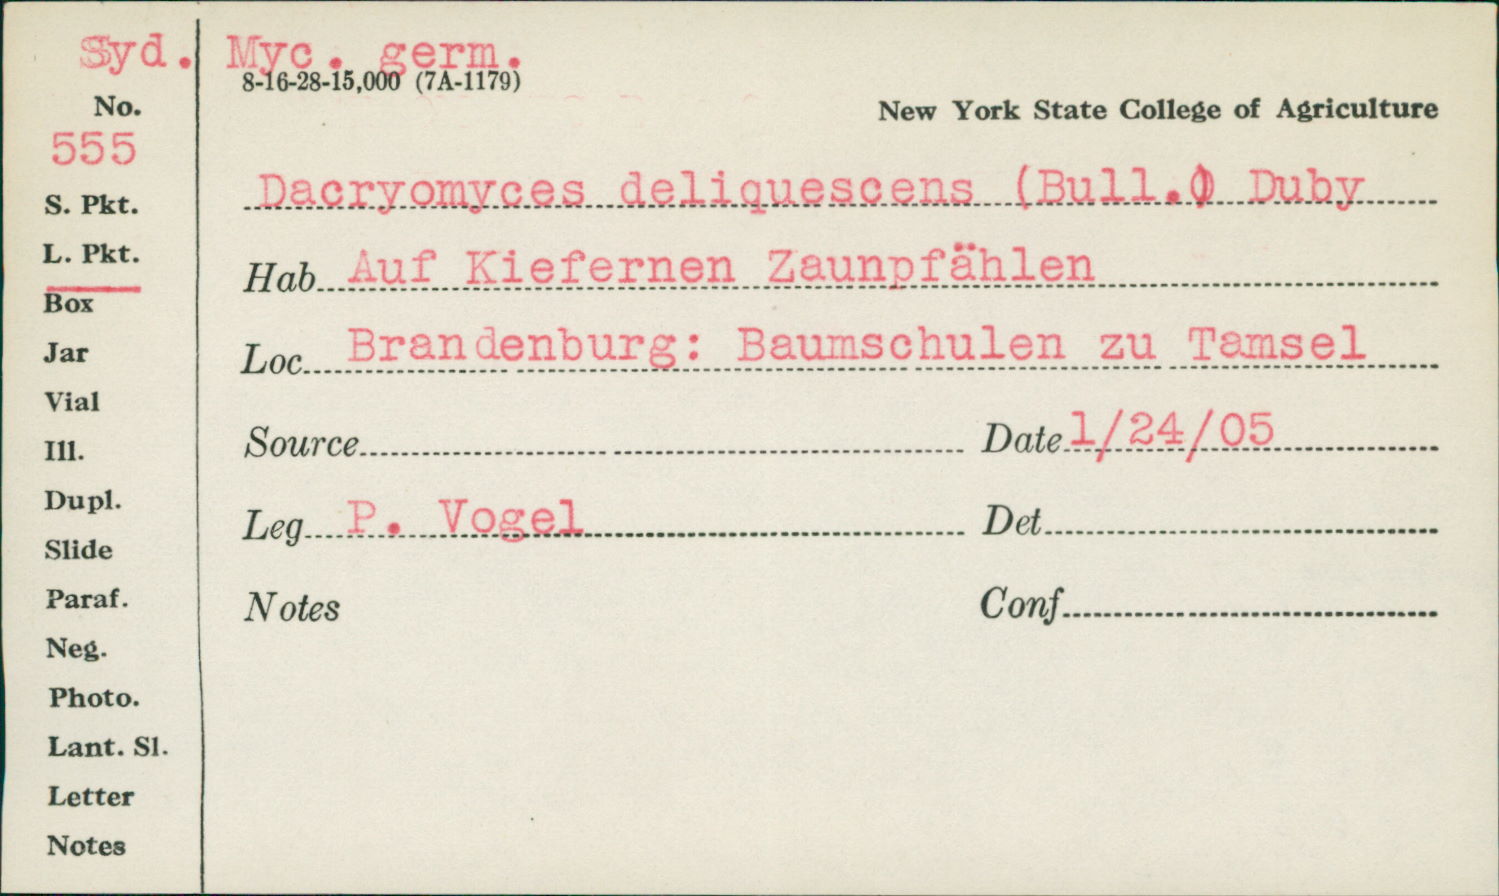 Syd. Myc. germ.
8-16-28-15,000 (7A-1179)
No.
New York State College of Agriculture
555
Dacryomyces deliquescens (Bull.) Duby
S. Pkt.
L. Pkt.
Hab Auf Kiefernen Zaunpfählen
Box
Jar
Loc Brandenburg: Baumschulen zu Tamsel
Vial
Ill.
Source Date 1/24/05
Dupl.
Leg P. Vogel Det
Slide
Paraf.
Notes Conf
Neg.
Photo.
Lant. Sl.
Letter
Notes